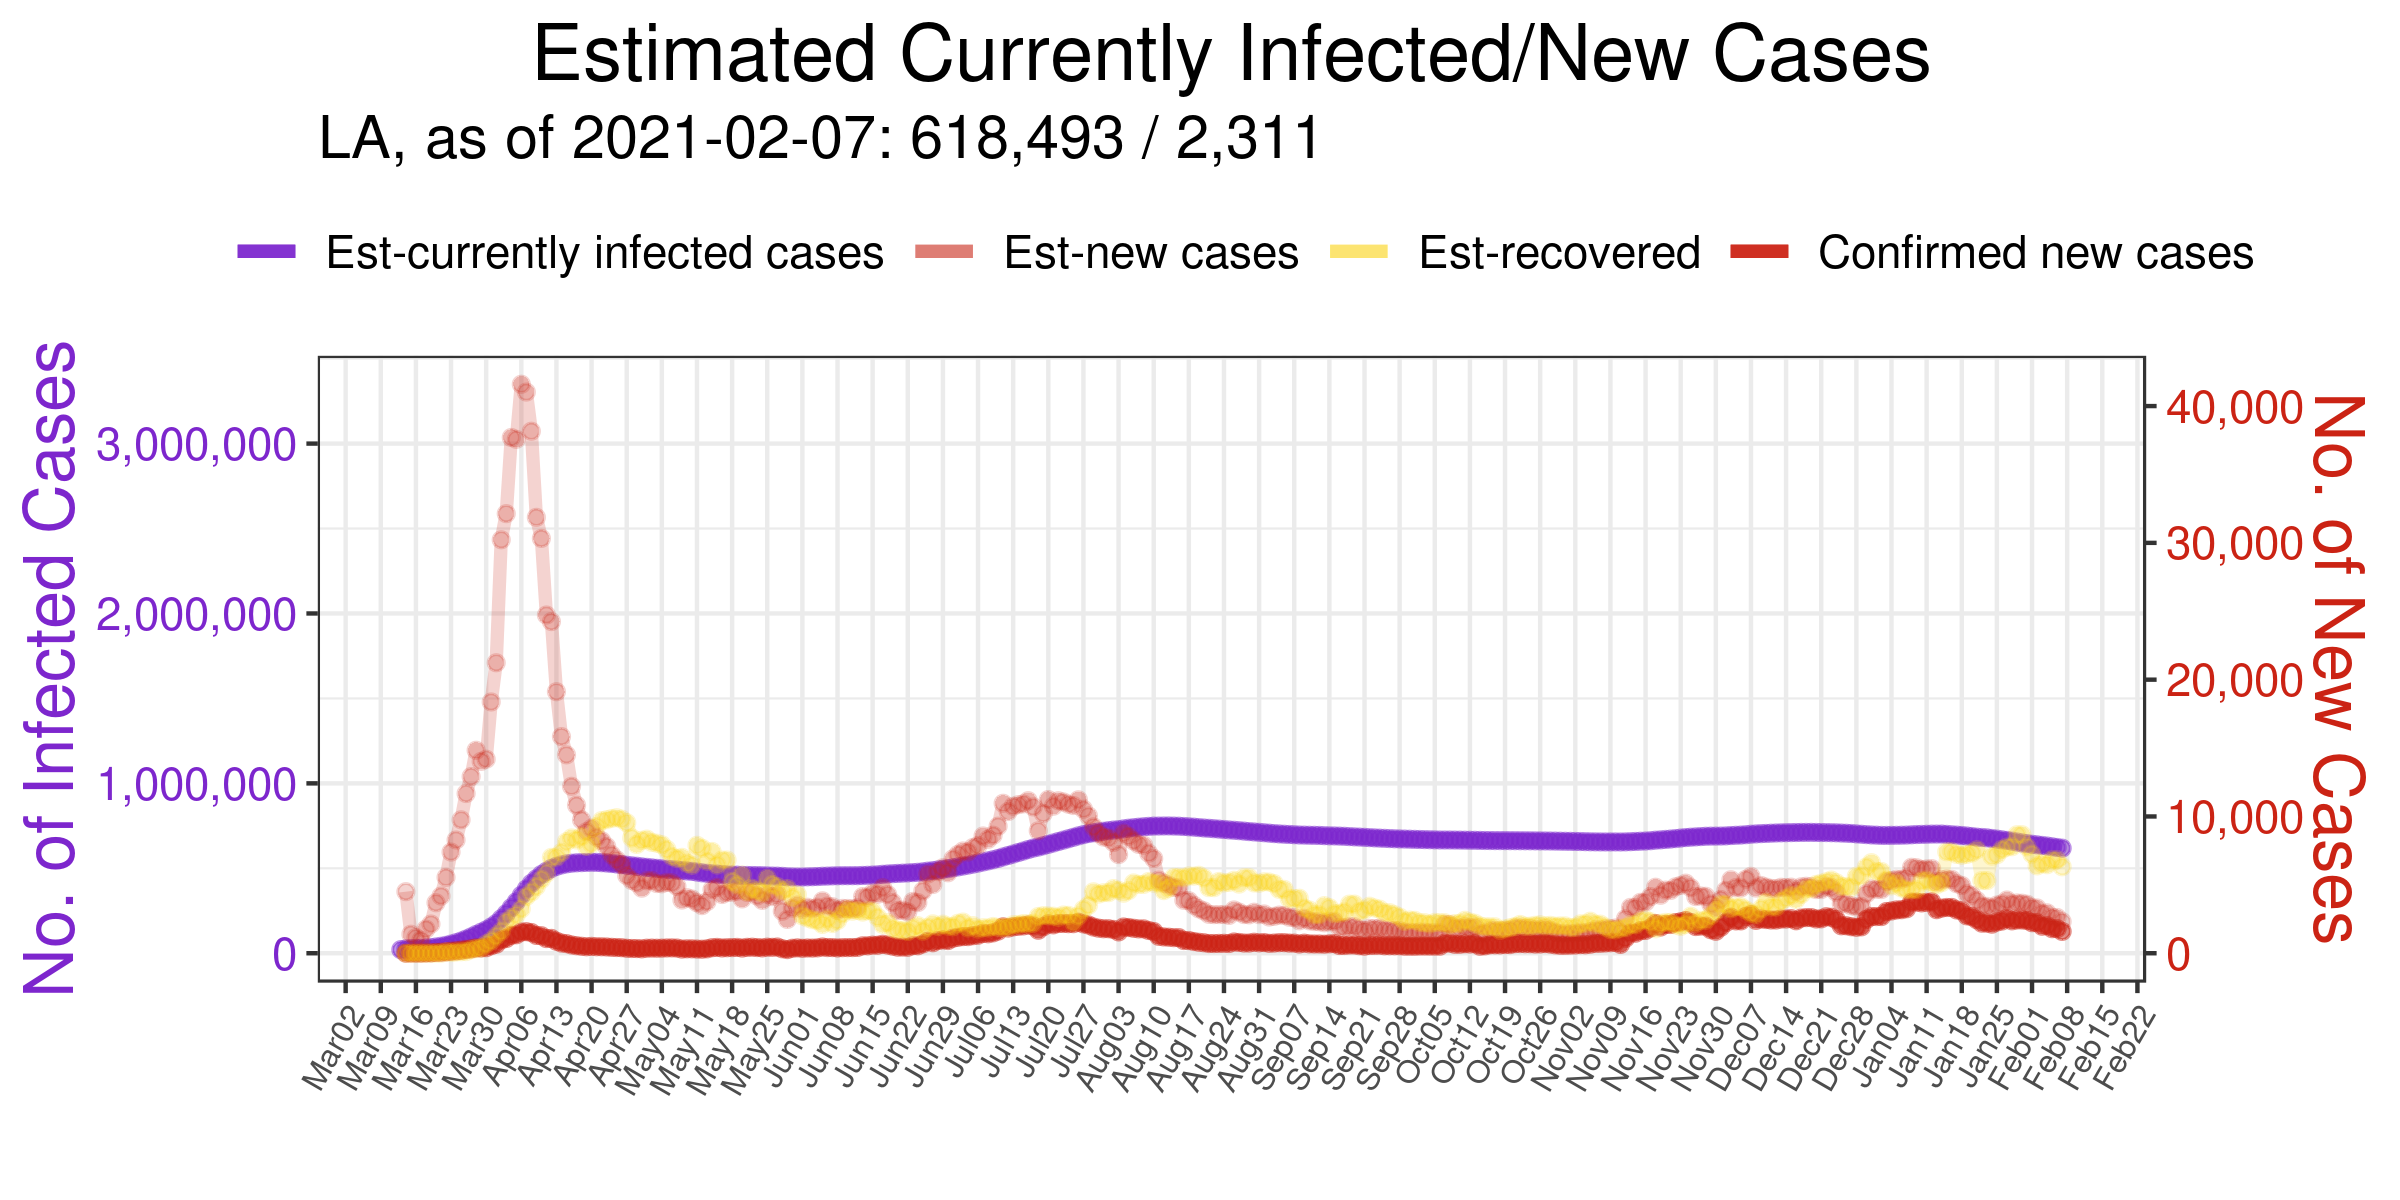 Estimated Currently Infected/New Cases
LA, as of 2021-02-07: 618,493 / 2,311
Est-currently infected cases Est-new cases Est-recovered Confirmed new cases
No. of Infected Cases
3,000,000
2,000,000
1,000,000
0
40,000
30,000
20,000
10,000
0
No. of New Cases
Mar02
Mar09
Mar16
Mar23
Mar30
Apr06
Apr13
Apr20
Apr27
May04
May11
May18
May25
Jun01
Jun08
Jun15
Jun22
Jun29
Jul06
Jul13
Jul20
Jul27
Aug03
Aug10
Aug17
Aug24
Aug31
Sep07
Sep14
Sep21
Sep28
Oct05
Oct12
Oct19
Oct26
Nov02
Nov09
Nov16
Nov23
Nov30
Dec07
Dec14
Dec21
Dec28
Jan04
Jan11
Jan18
Jan25
Feb01
Feb08
Feb15
Feb22